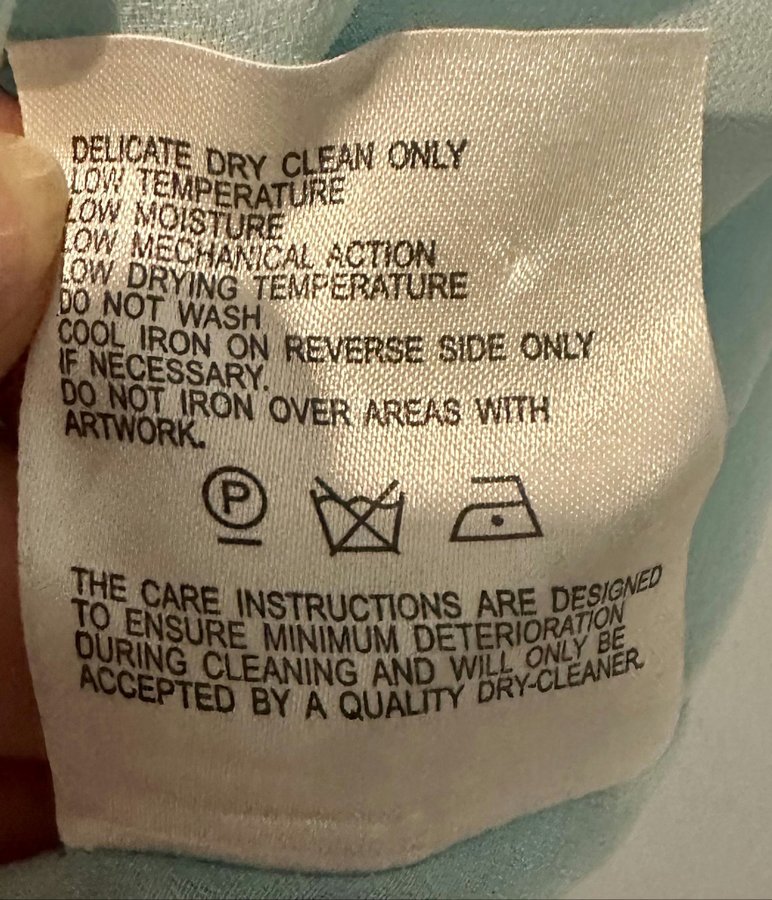 DELICATE DRY CLEAN ONLY
LOW TEMPERATURE
LOW MOISTURE
LOW MECHANICAL ACTION
LOW DRYING TEMPERATURE
DO NOT WASH
COOL IRON ON REVERSE SIDE ONLY
IF NECESSARY.
DO NOT IRON OVER AREAS WITH
ARTWORK.
P
THE CARE INSTRUCTIONS ARE DESIGNED
TO ENSURE MINIMUM DETERIORATION
DURING CLEANING AND WILL ONLY BE
ACCEPTED BY A QUALITY DRY-CLEANER.